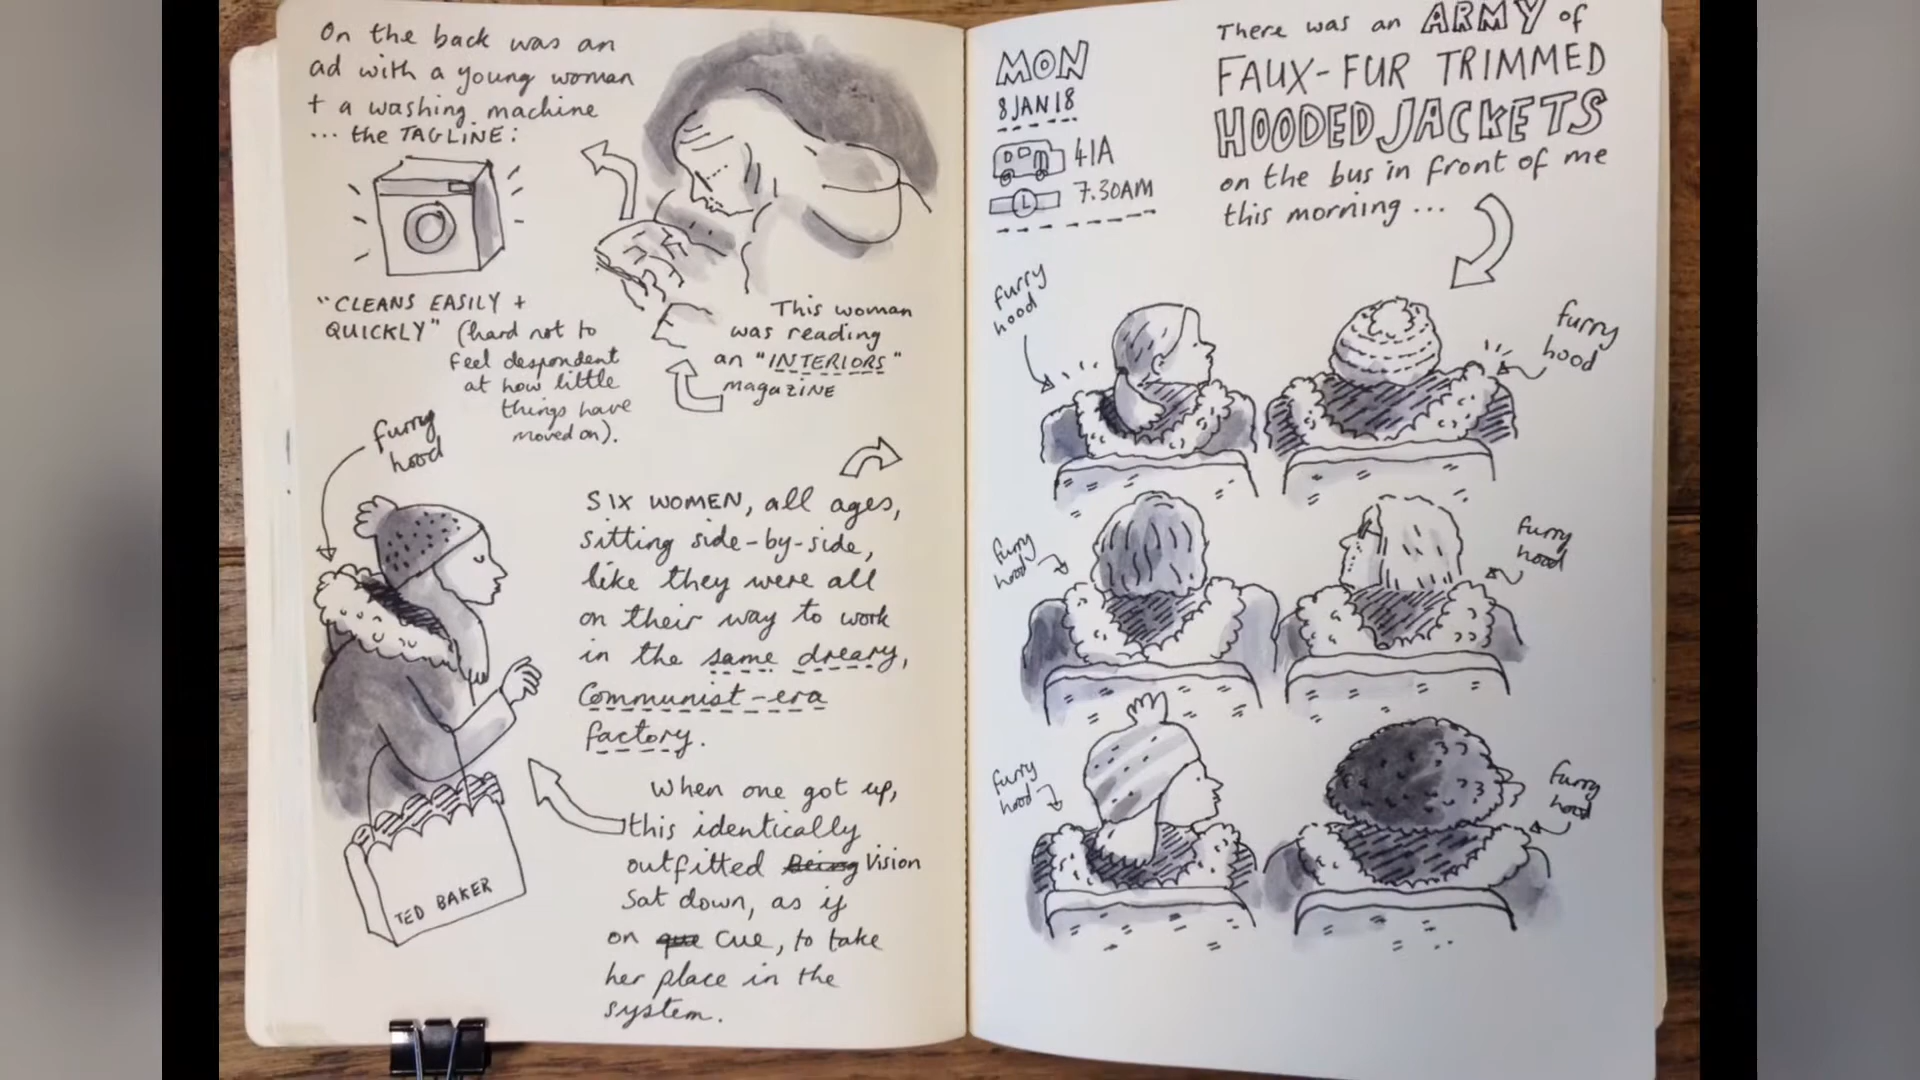 On the back was an
ad with a young woman
+ a washing machine
... the TAGLINE:
"CLEANS EASILY +
QUICKLY" (hard not to
feel despondent
at how little
things have
moved on).
This woman
was reading
an "INTERIORS"
magazine
furry
hood
SIX WOMEN, all ages,
sitting side-by-side,
like they were all
on their way to work
in the same dreary,
Communist-era
factory.
When one got up,
this identically
outfitted Being Vision
sat down, as if
on que cue, to take
her place in the
system.
TED BAKER
MON
8 JAN 18
41A
7.30AM
There was an ARMY of
FAUX-FUR TRIMMED
HOODED JACKETS
on the bus in front of me
this morning ...
furry
hood
furry
hood
furry
hood
furry
hood
furry
hood
furry
hood